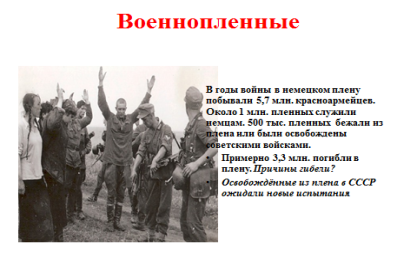 Военнопленные
В годы войны в немецком плену
побывали 5,7 млн. красноармейцев.
Около 1 млн. пленных служили
немцам. 500 тыс. пленных бежали из
плена или были освобождены
советскими войсками.
Примерно 3,3 млн. погибли в
плену. Причины гибели?
Освобождённые из плена в СССР
ожидали новые испытания